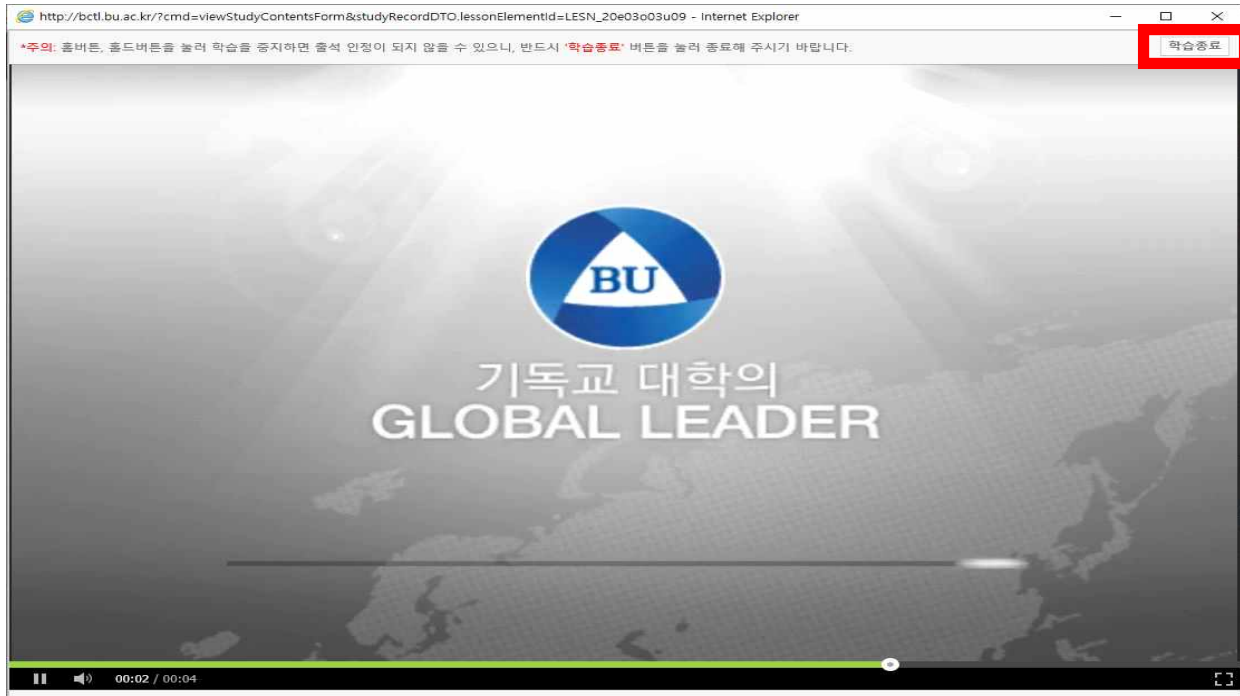 http://bctl.bu.ac.kr/?cmd=viewStudyContentsForm&studyRecordDTO.lessonElementId=LESN_20e03o03u09 - Internet Explorer
*주의: 홈버튼, 홀드버튼을 눌러 학습을 중지하면 출석 인정이 되지 않을 수 있으니, 반드시 '학습종료' 버튼을 눌러 종료해 주시기 바랍니다.
학습종료
BU
기독교 대학의
GLOBAL LEADER
00:02 / 00:04